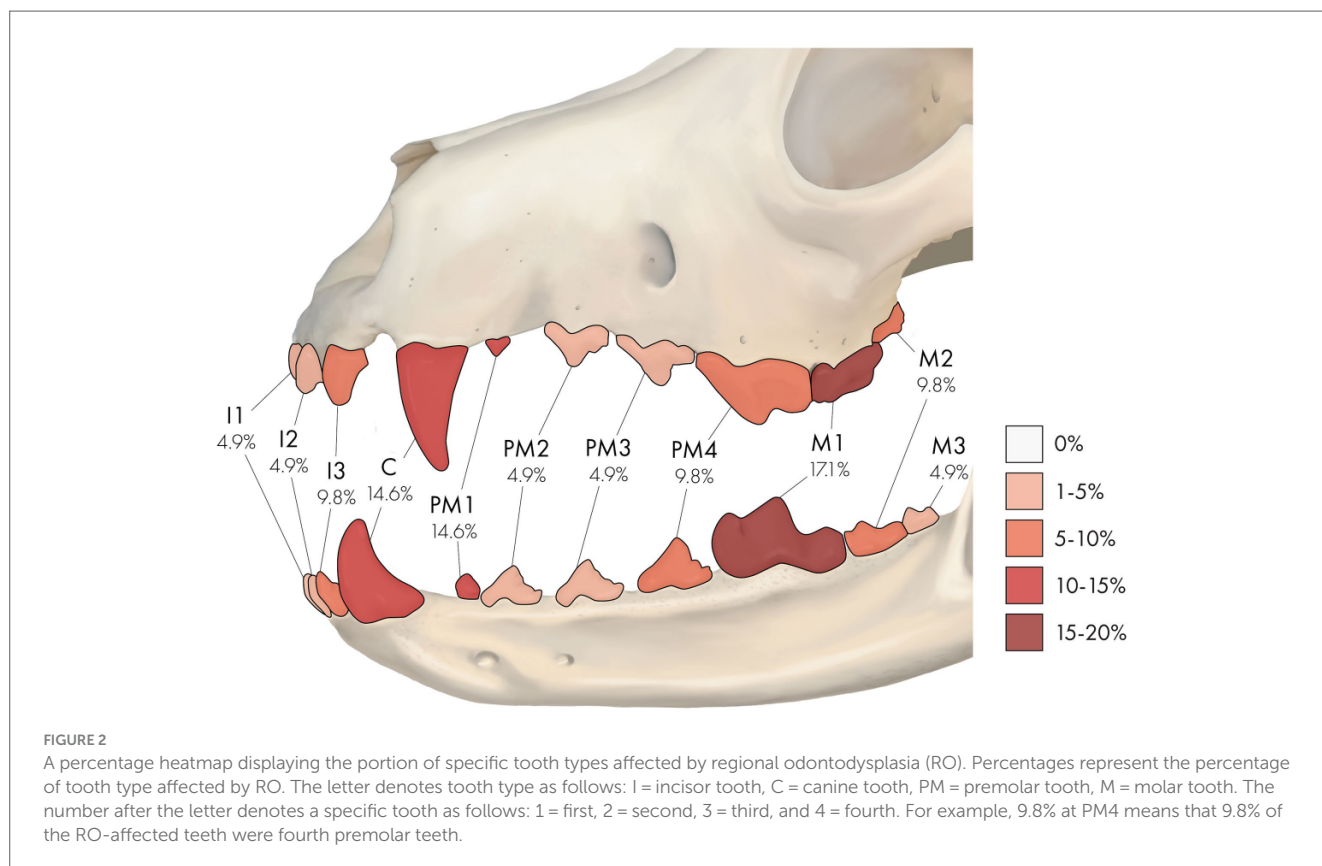 I1
4.9%
I2
4.9%
I3
9.8%
C
14.6%
PM1
14.6%
PM2
4.9%
PM3
4.9%
PM4
9.8%
M1
17.1%
M2
9.8%
M3
4.9%
0%
1-5%
5-10%
10-15%
15-20%
FIGURE 2
A percentage heatmap displaying the portion of specific tooth types affected by regional odontodysplasia (RO). Percentages represent the percentage
of tooth type affected by RO. The letter denotes tooth type as follows: I = incisor tooth, C = canine tooth, PM = premolar tooth, M = molar tooth. The
number after the letter denotes a specific tooth as follows: 1 = first, 2 = second, 3 = third, and 4 = fourth. For example, 9.8% at PM4 means that 9.8% of
the RO-affected teeth were fourth premolar teeth.